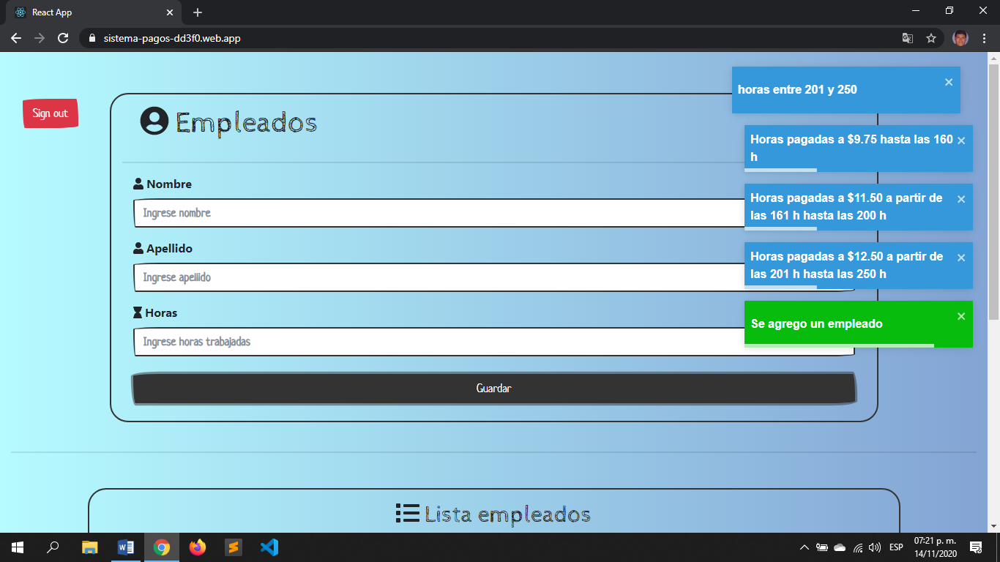 React App
sistema-pagos-dd3f0.web.app
Sign out
Empleados
Nombre
Ingrese nombre
Apellido
Ingrese apellido
Horas
Ingrese horas trabajadas
Guardar
horas entre 201 y 250
Horas pagadas a $9.75 hasta las 160
h
Horas pagadas a $11.50 a partir de
las 161 h hasta las 200 h
Horas pagadas a $12.50 a partir de
las 201 h hasta las 250 h
Se agrego un empleado
Lista empleados
ESP
07:21 p. m.
14/11/2020